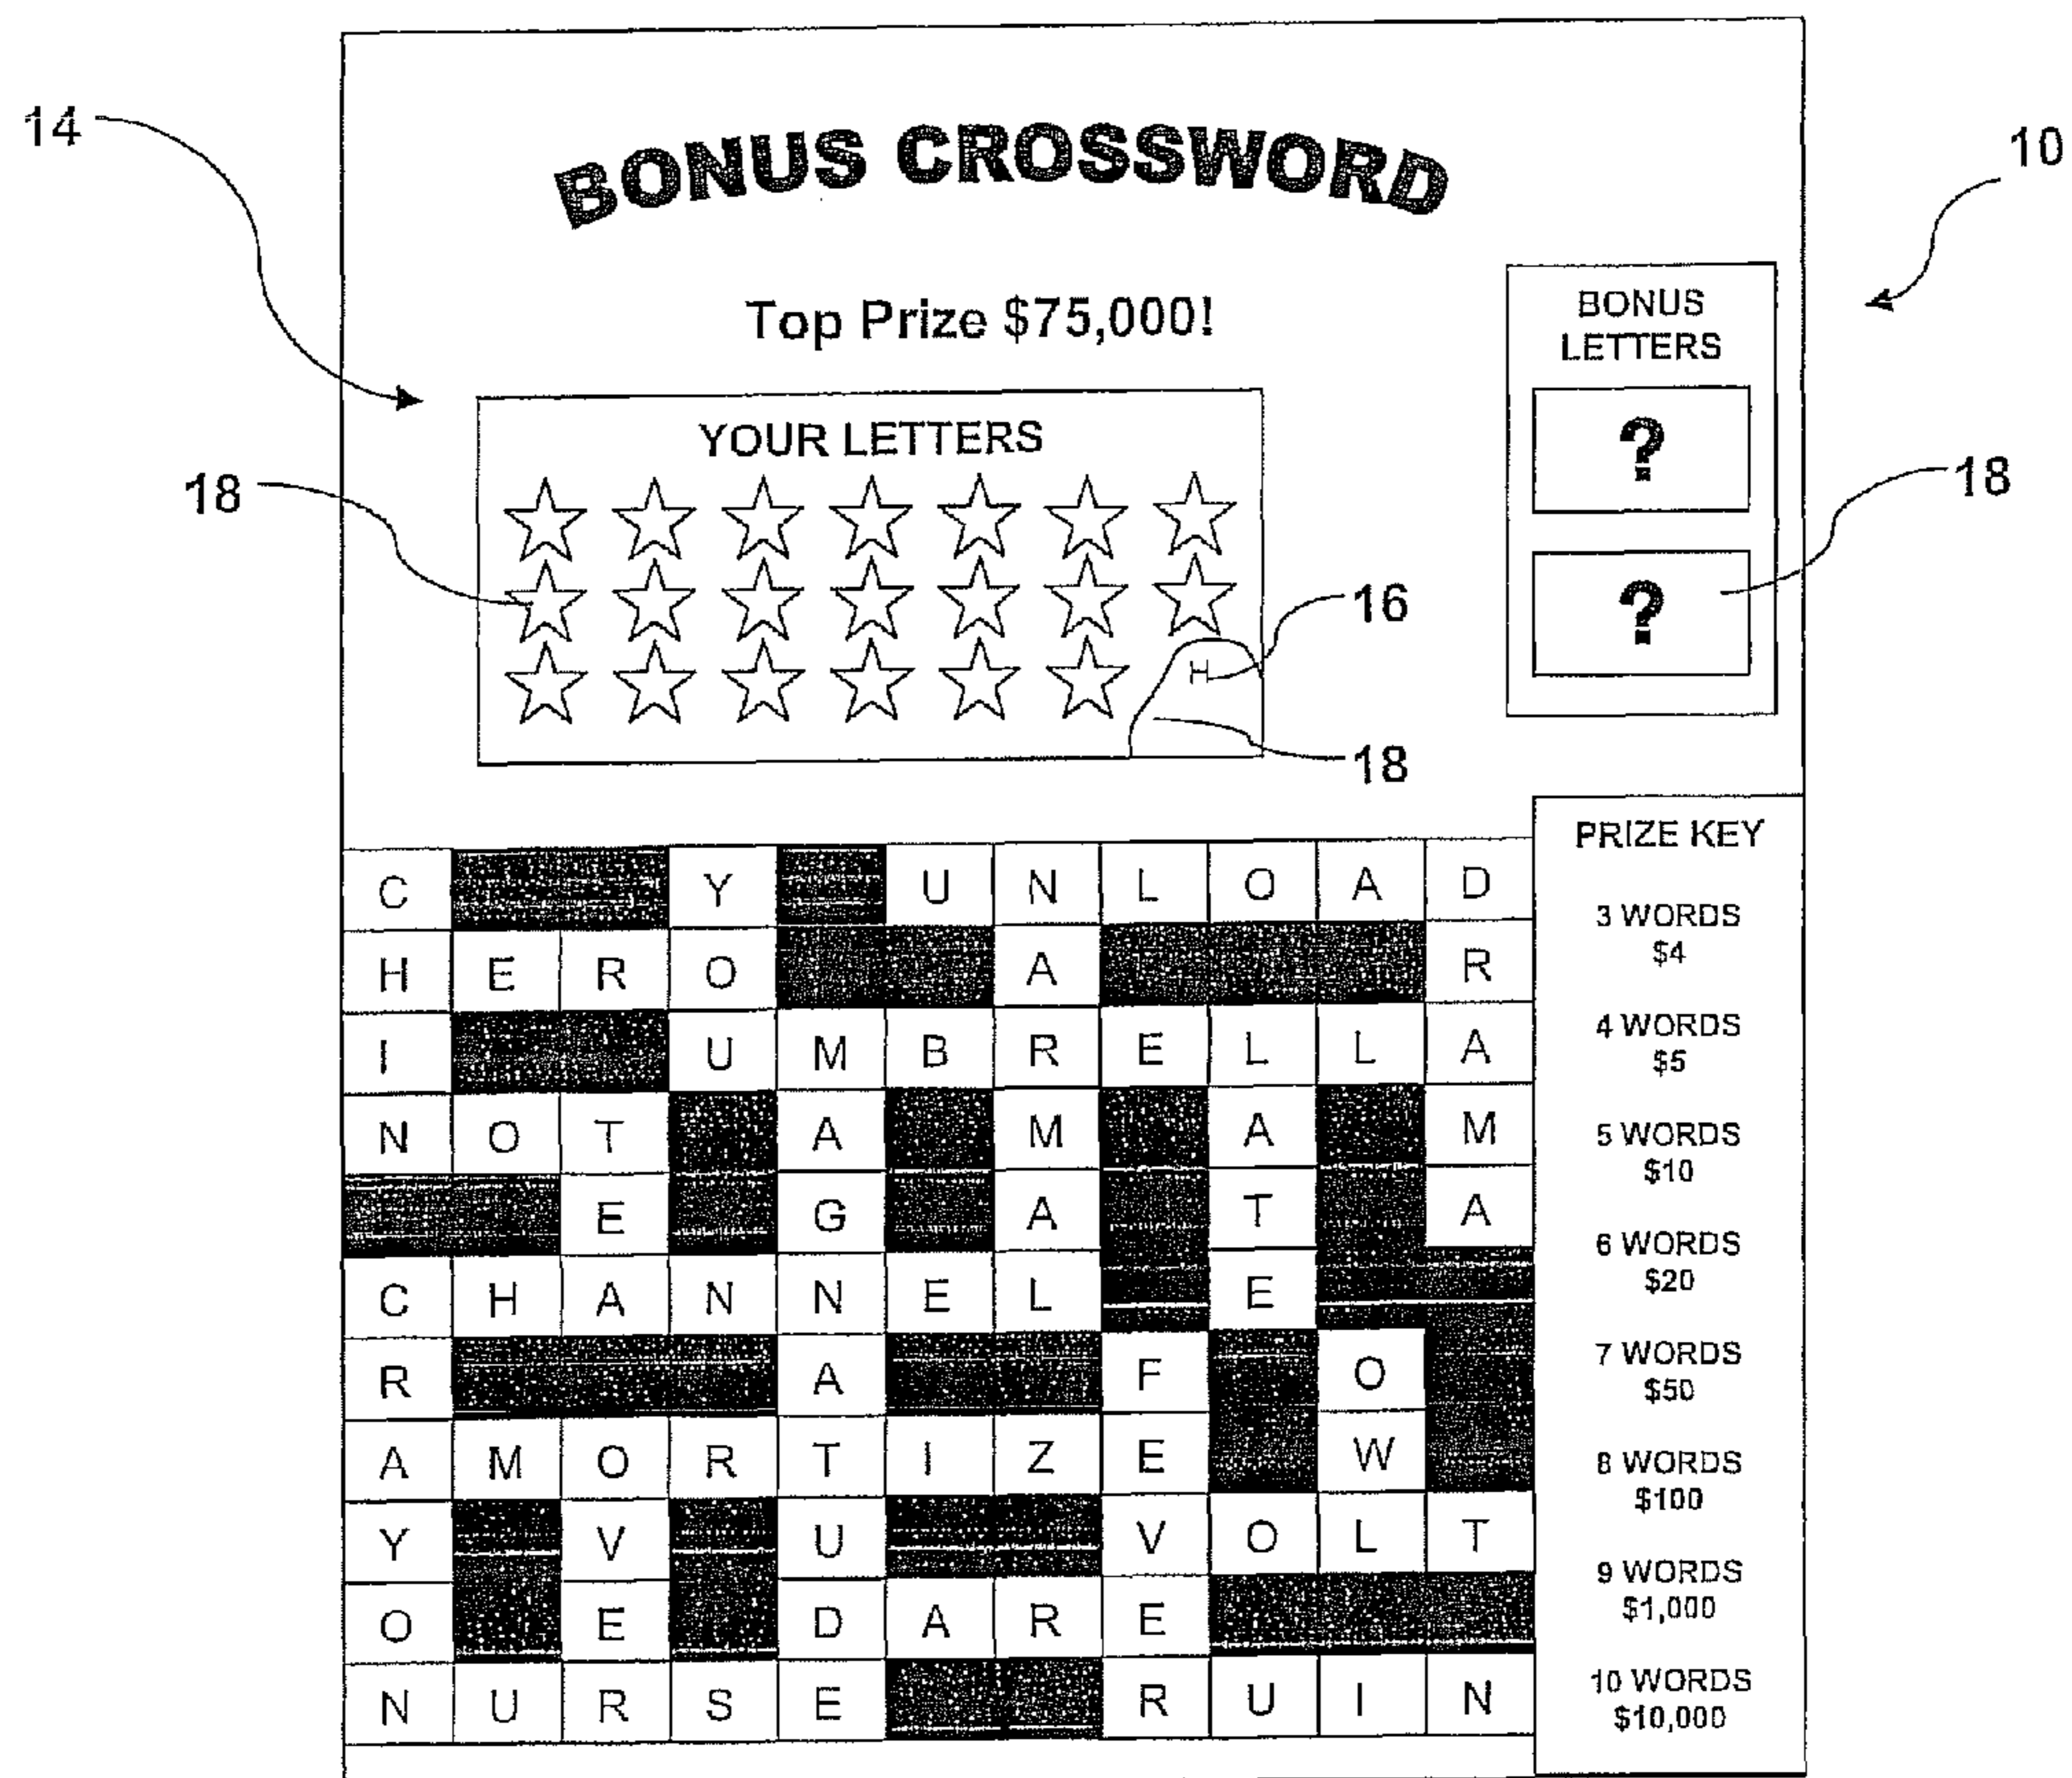 14
10
BONUS CROSSWORD
Top Prize $75,000!
BONUS
LETTERS
?
?
YOUR LETTERS
18
18
16
H
18
PRIZE KEY
3 WORDS
$4
4 WORDS
$5
5 WORDS
$10
6 WORDS
$20
7 WORDS
$50
8 WORDS
$100
9 WORDS
$1,000
10 WORDS
$10,000
C Y U N L O A D
H E R O A R
I U M B R E L L A
N O T A M A M
E G A T A
C H A N N E L E
R A F O
A M O R T I Z E W
Y V U V O L T
O E D A R E
N U R S E R U I N